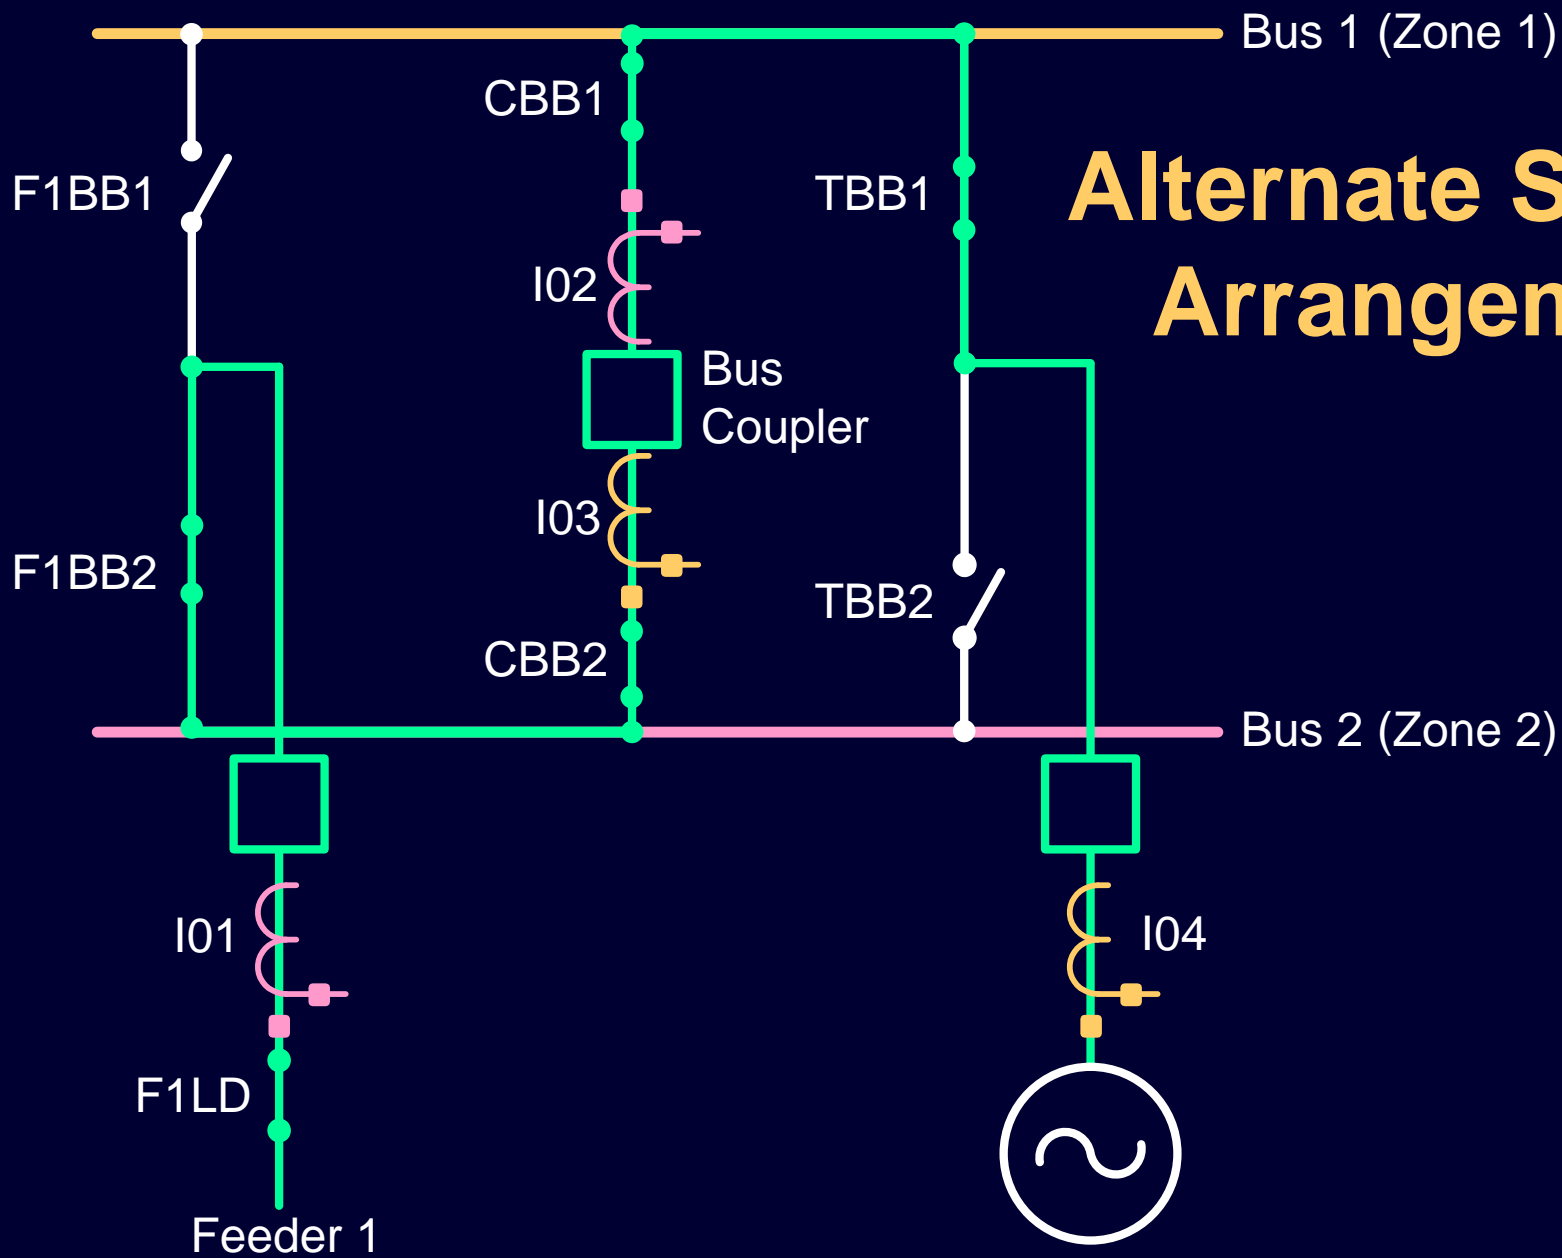 Bus 1 (Zone 1)
CBB1
Alternate S
F1BB1
TBB1
I02
Arrangen
Bus
Coupler
I03
F1BB2
TBB2
CBB2
Bus 2 (Zone 2)
I01
I04
F1LD
Feeder 1